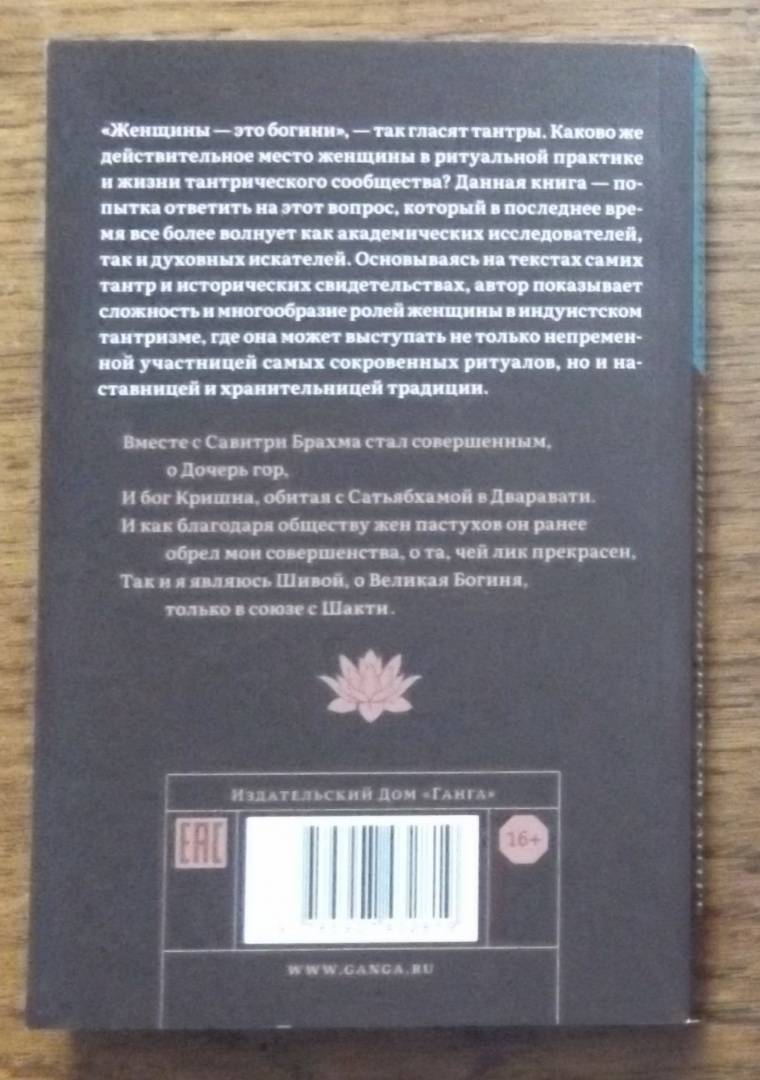 «Женщины — это богини», — так гласят тантры. Каково же
действительное место женщины в ритуальной практике
и жизни тантрического сообщества? Данная книга — по-
пытка ответить на этот вопрос, который в последнее вре-
мя все более волнует как академических исследователей,
так и духовных искателей. Основываясь на текстах самих
тантр и исторических свидетельствах, автор показывает
сложность и многообразие ролей женщины в индуистском
тантризме, где она может выступать не только непремен-
ной участницей самых сокровенных ритуалов, но и на-
ставницей и хранительницей традиции.
Вместе с Савитри Брахма стал совершенным,
о Дочерь гор,
И бог Кришна, обитая с Сатьябхамой в Дваравати.
И как благодаря обществу жен пастухов он ранее
обрел мои совершенства, о та, чей лик прекрасен,
Так и я являюсь Шивой, о Великая Богиня,
только в союзе с Шакти.
Издательский Дом «Ганга»
EAC
16+
WWW.GANGA.RU